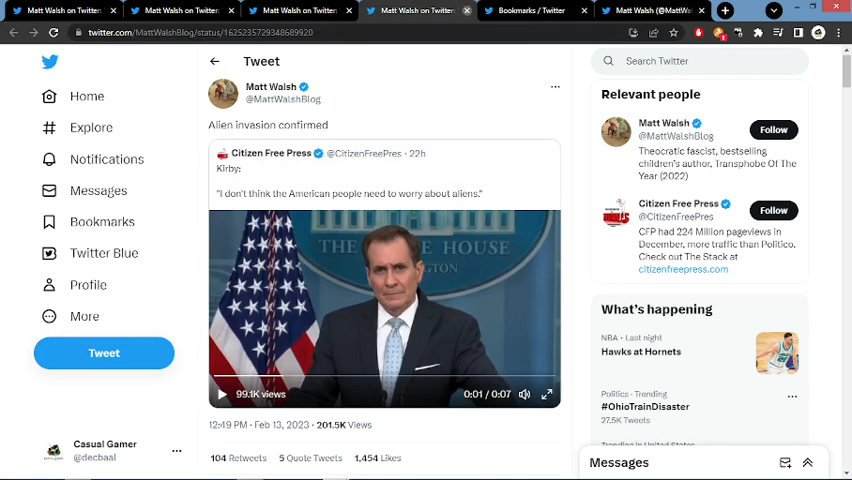 Matt Walsh on Twitter:
Matt Walsh on Twitter:
Matt Walsh on Twitter:
Matt Walsh on Twitter:
Bookmarks / Twitter
Matt Walsh (@MattWals
twitter.com/MattWalshBlog/status/1625235729348689920
Home
Explore
Notifications
Messages
Bookmarks
Twitter Blue
Profile
More
Tweet
Casual Gamer
@decbaal
Tweet
Matt Walsh
@MattWalshBlog
Alien invasion confirmed
Citizen Free Press @CitizenFreePres · 22h
Kirby:
"I don't think the American people need to worry about aliens."
THE WHITE HOUSE
99.1K views
0:01 / 0:07
12:49 PM · Feb 13, 2023 · 201.5K Views
104 Retweets 5 Quote Tweets 1,454 Likes
Search Twitter
Relevant people
Matt Walsh
@MattWalshBlog
Follow
Theocratic fascist, bestselling
children's author, Transphobe Of The
Year (2022)
Citizen Free Press
@CitizenFreePres
Follow
CFP had 224 Million pageviews in
December, more traffic than Politico.
Check out The Stack at
citizenfreepress.com
What's happening
NBA · Last night
Hawks at Hornets
Politics · Trending
#OhioTrainDisaster
27.5K Tweets
Trending in United States
Messages